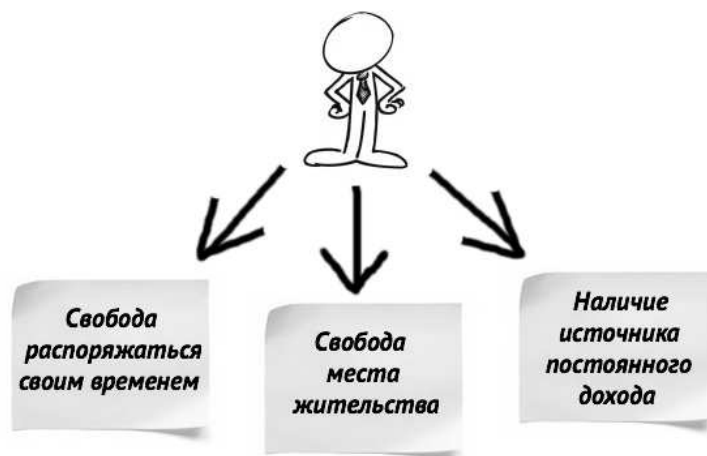 Свобода
распоряжаться
своим временем
Свобода
места
жительства
Наличие
источника
постоянного
дохода